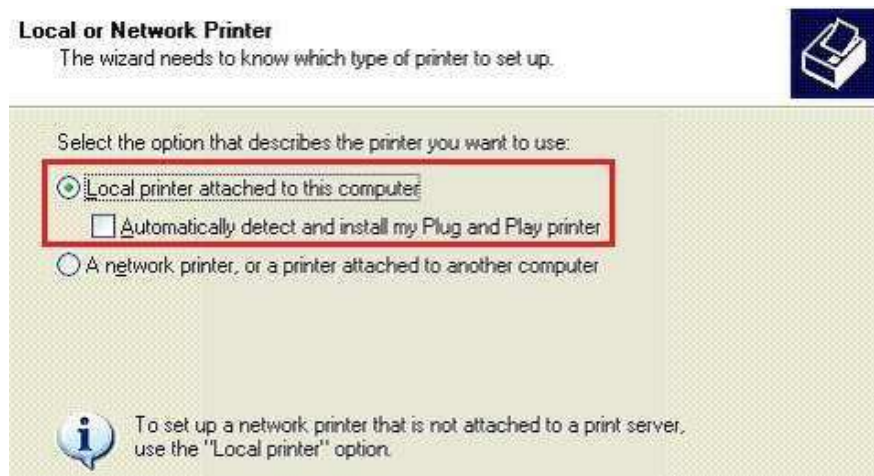 Local or Network Printer
The wizard needs to know which type of printer to set up.
Select the option that describes the printer you want to use:
Local printer attached to this computer
Automatically detect and install my Plug and Play printer
A network printer, or a printer attached to another computer
To set up a network printer that is not attached to a print server,
use the "Local printer" option.